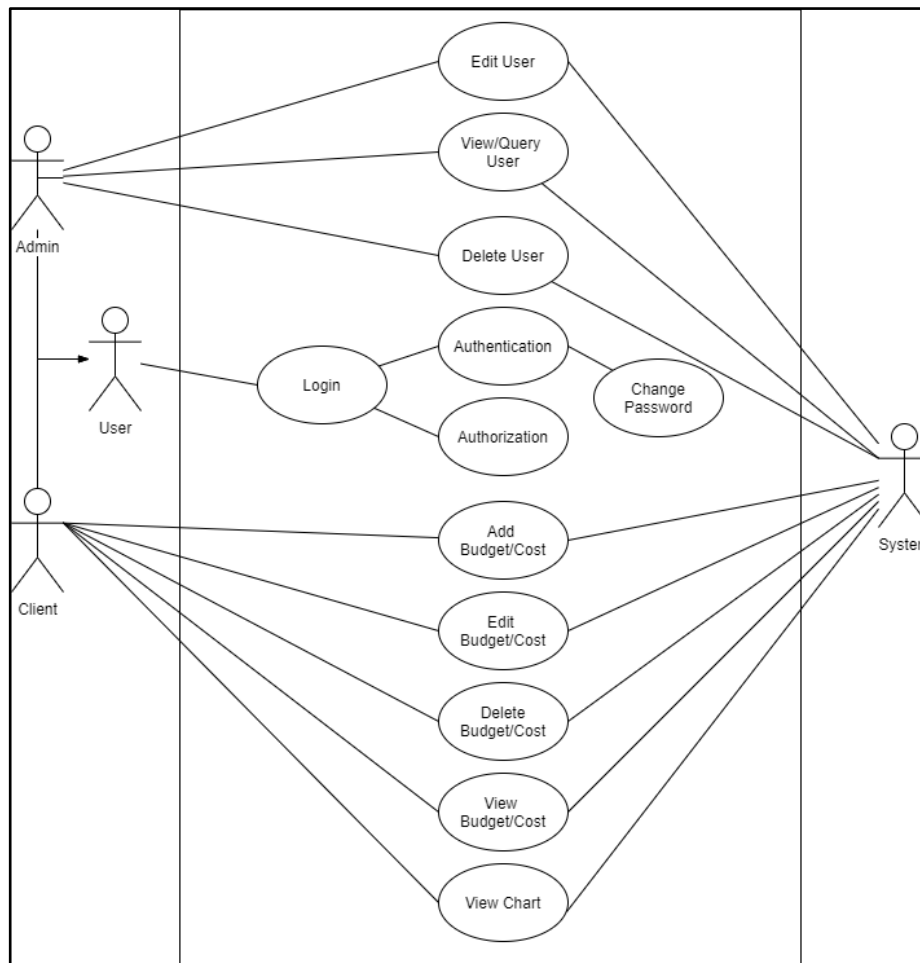 Edit User
View/Query
User
Admin
Delete User
Authentication
Login
Change
Password
User
Authorization
Add
Budget/Cost
System
Client
Edit
Budget/Cost
Delete
Budget/Cost
View
Budget/Cost
View Chart